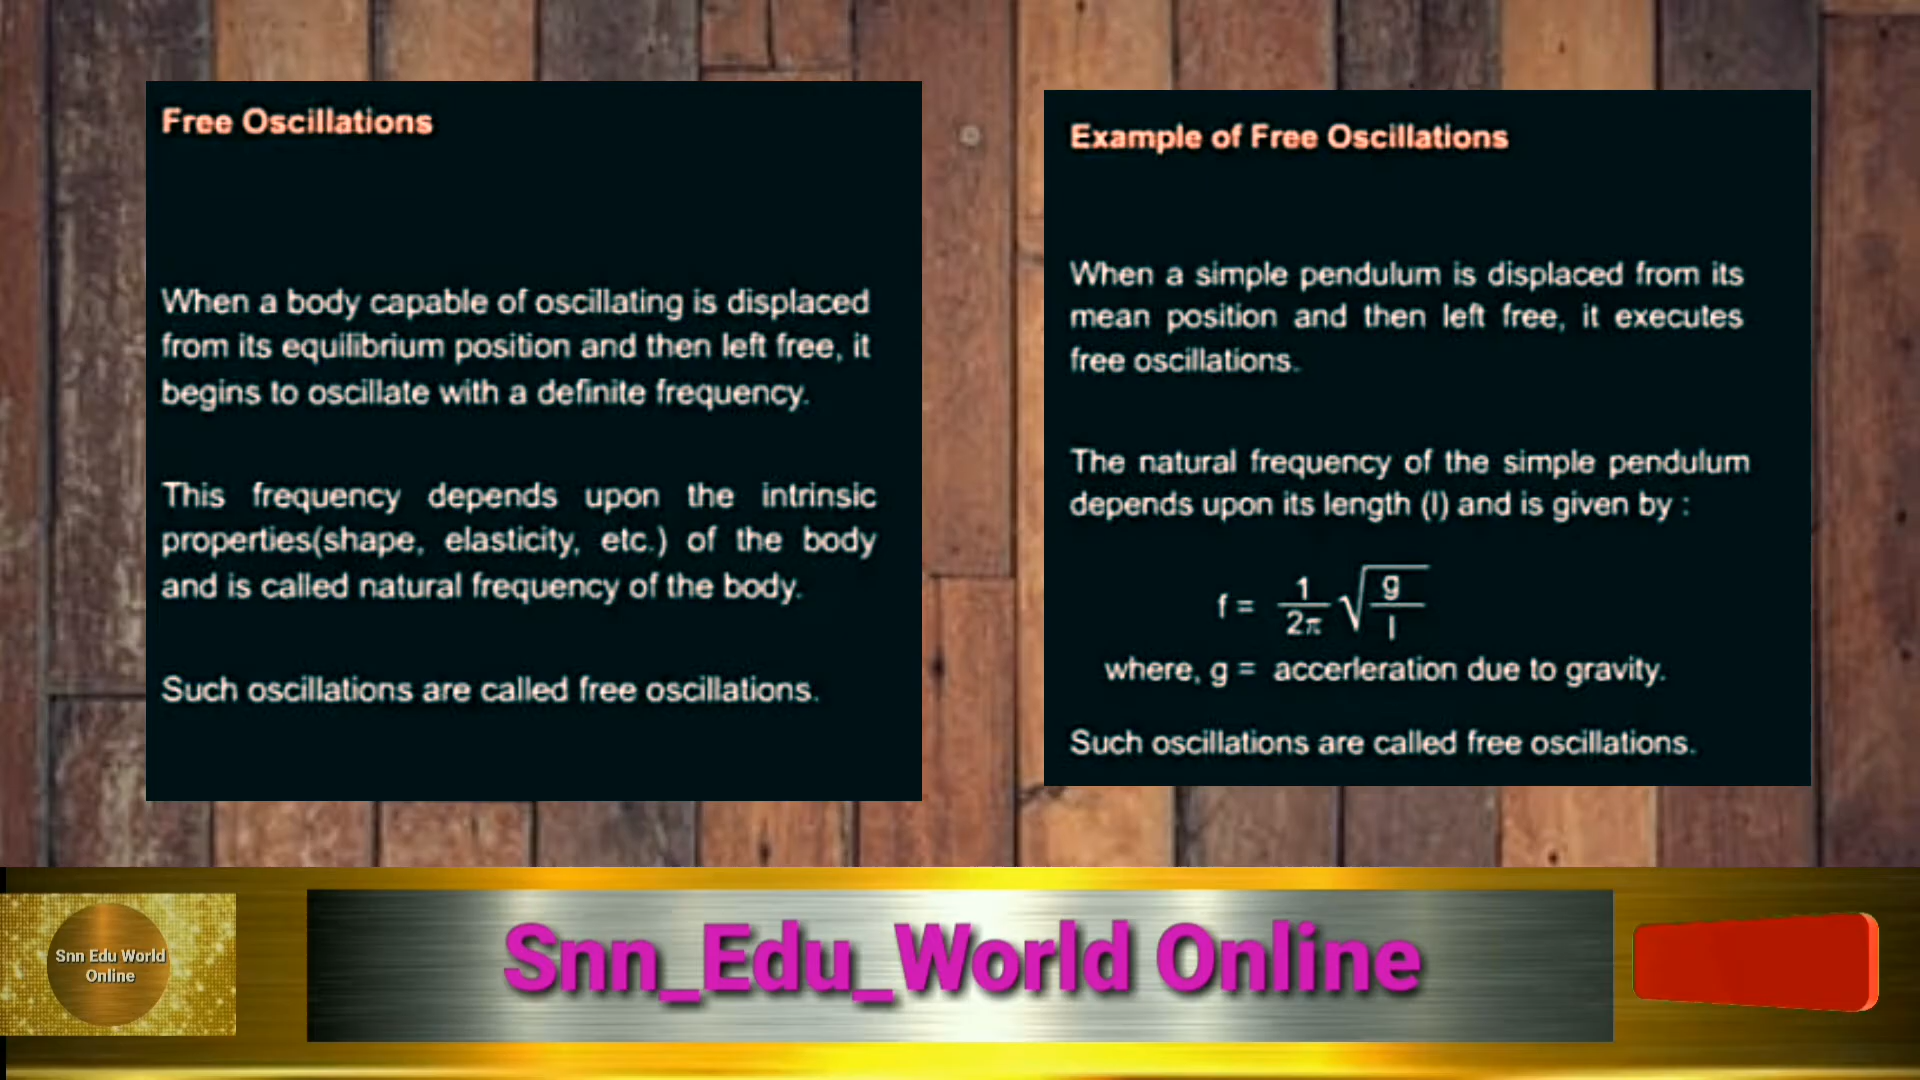 Free Oscillations
When a body capable of oscillating is displaced
from its equilibrium position and then left free, it
begins to oscillate with a definite frequency.
This frequency depends upon the intrinsic
properties(shape, elasticity, etc.) of the body
and is called natural frequency of the body.
Such oscillations are called free oscillations.
Example of Free Oscillations
When a simple pendulum is displaced from its
mean position and then left free, it executes
free oscillations.
The natural frequency of the simple pendulum
depends upon its length (l) and is given by :
f = 1/2π √g/l
where, g = accerleration due to gravity.
Such oscillations are called free oscillations.
Snn Edu World
Online
Snn_Edu_World Online